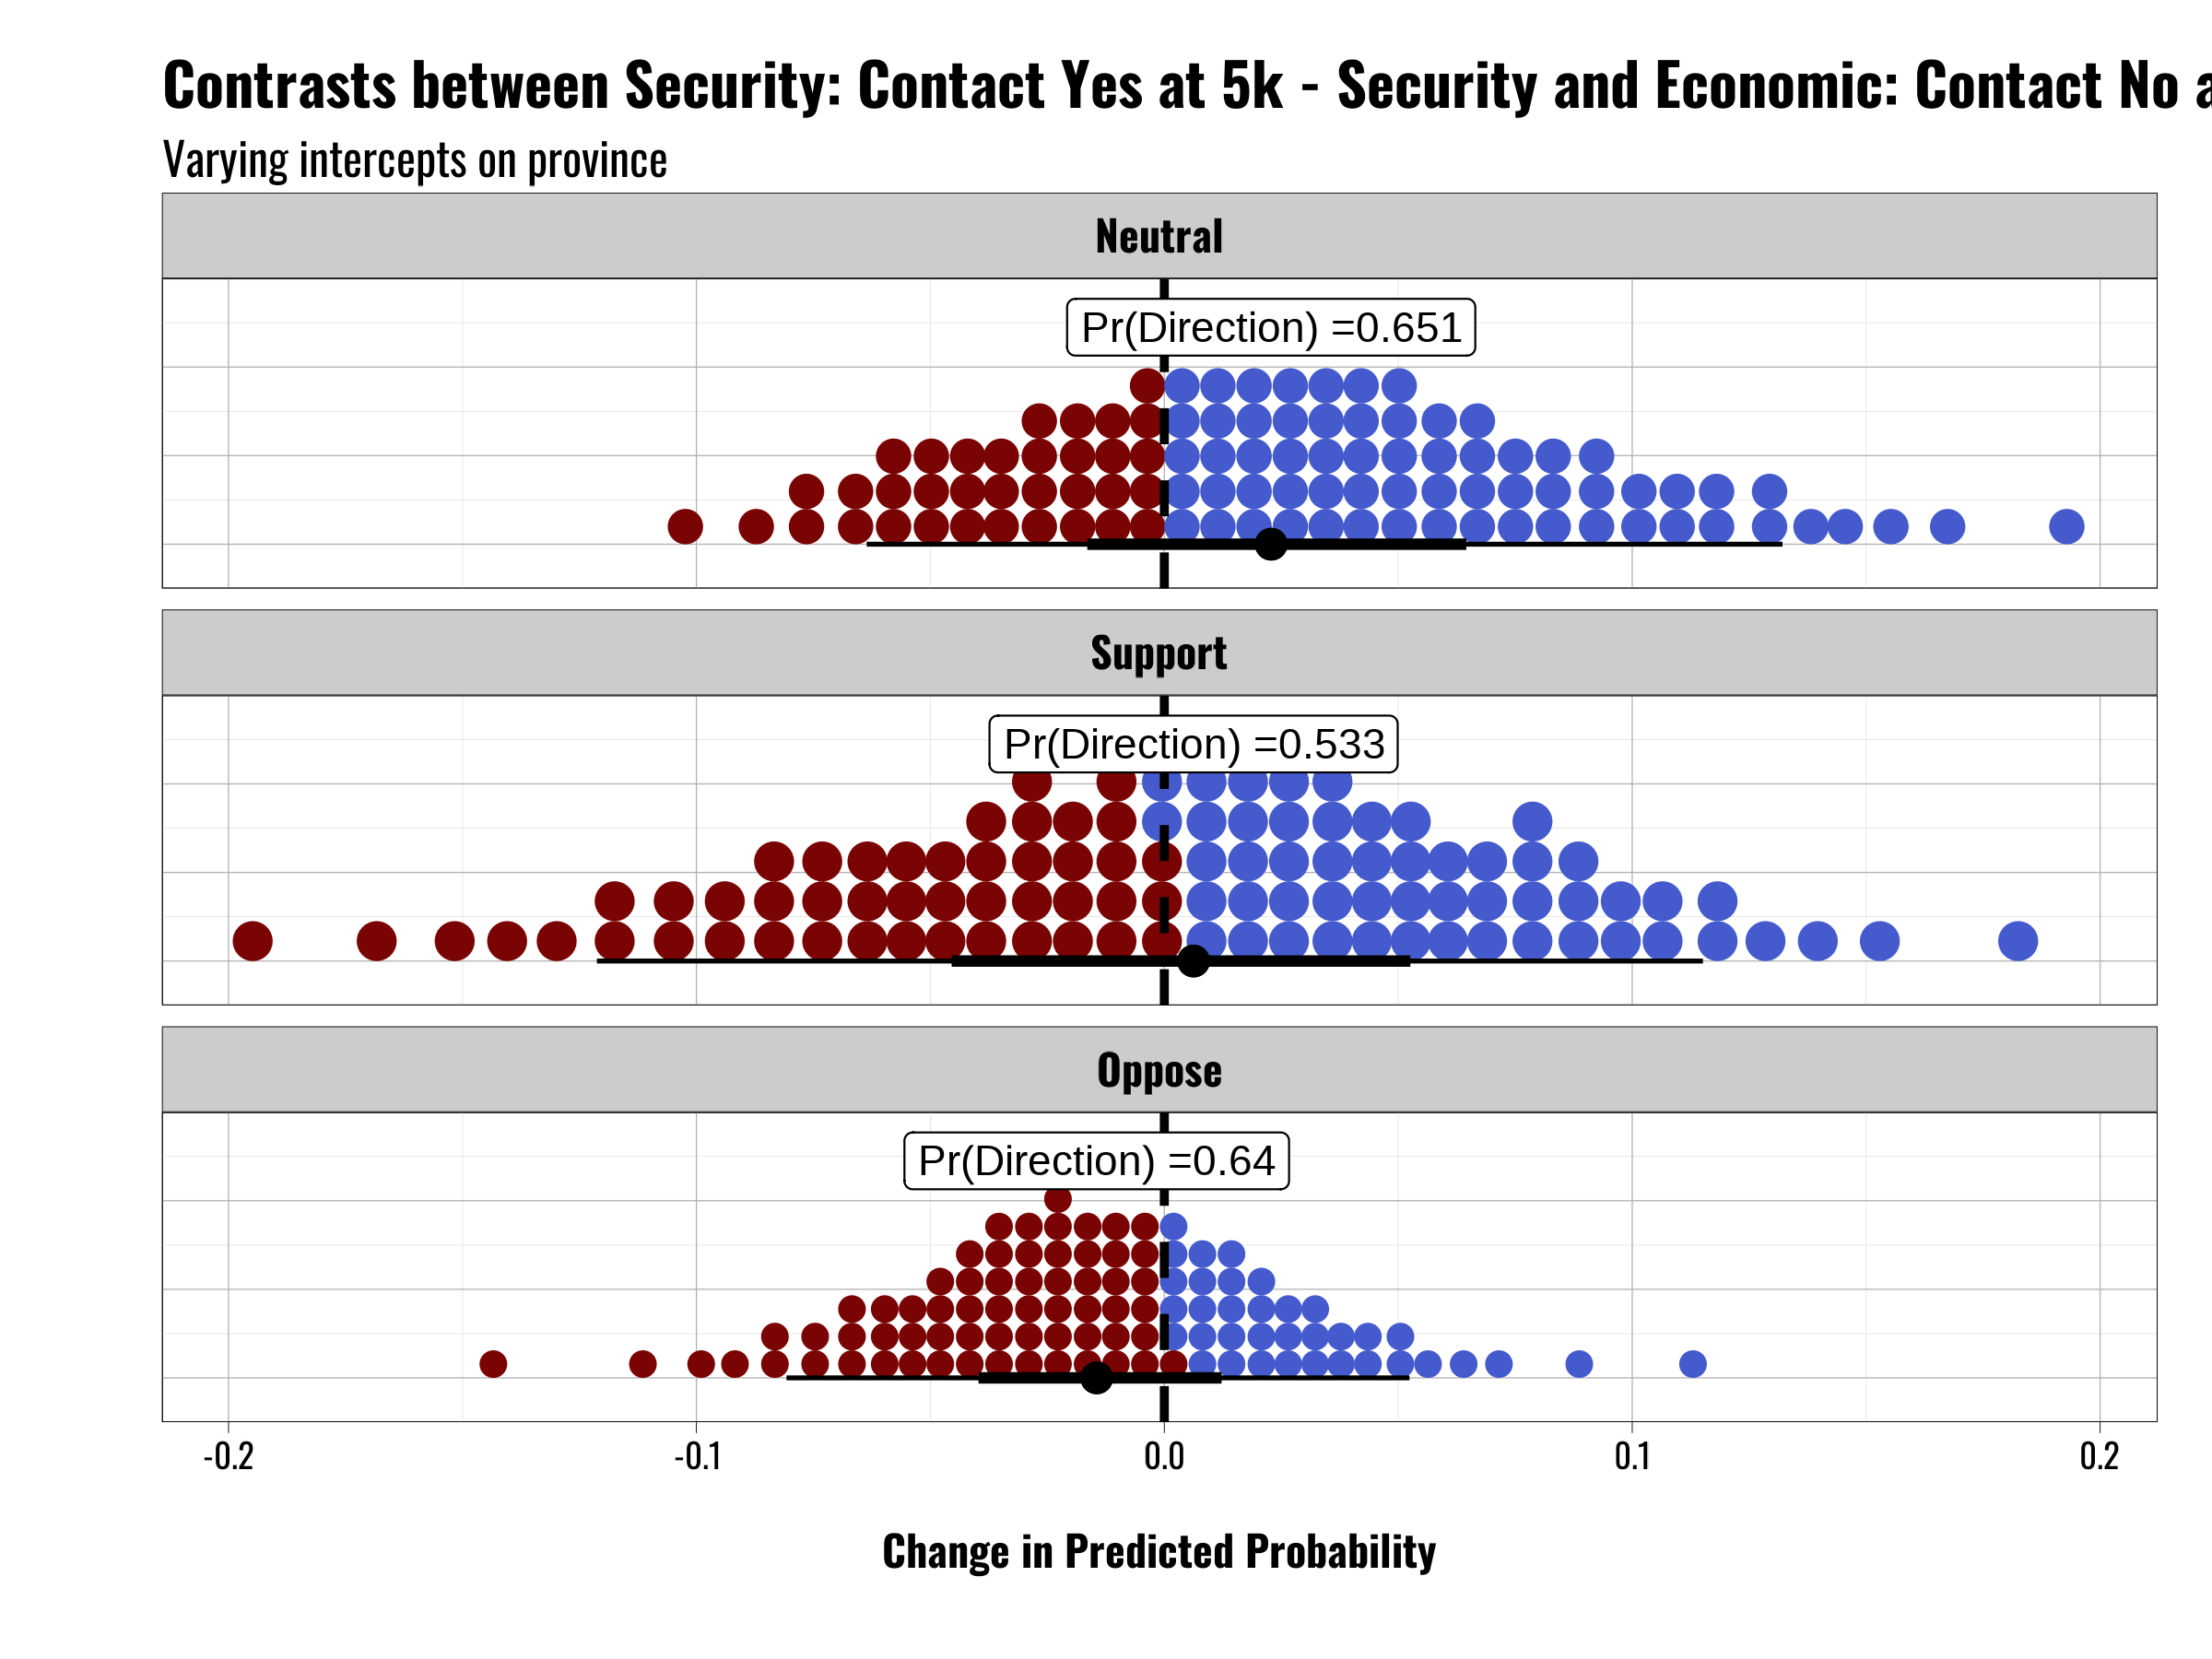 Contrasts between Security: Contact Yes at 5k - Security and Economic: Contact No
Varying intercepts on province
Neutral
Pr(Direction) =0.651
Support
Pr(Direction) =0.533
Oppose
Pr(Direction) =0.64
-0.2 -0.1 0.0 0.1 0.2
Change in Predicted Probability